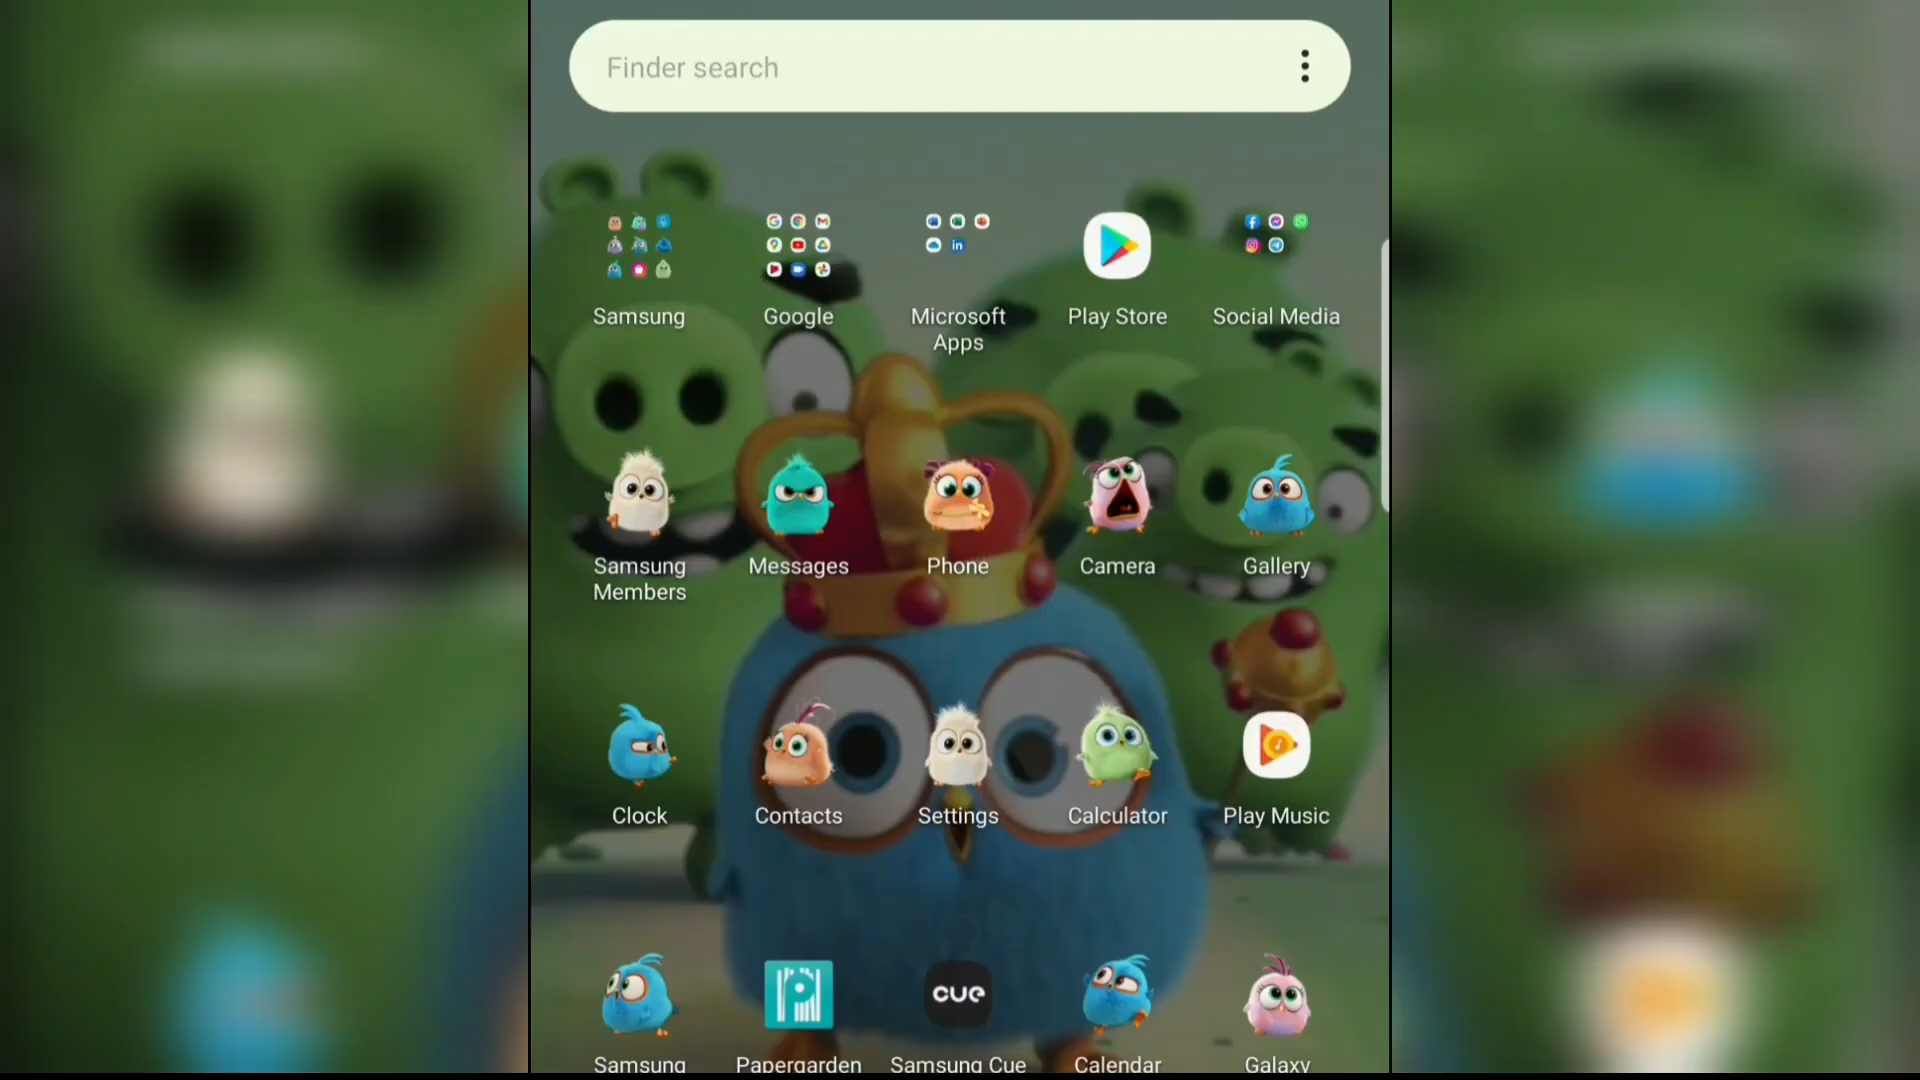 Finder search
Samsung
Google
Microsoft
Apps
Play Store
Social Media
Samsung
Members
Messages
Phone
Camera
Gallery
Clock
Contacts
Settings
Calculator
Play Music
cue
Samsung
Papergarden
Samsung Cue
Calendar
Galaxy